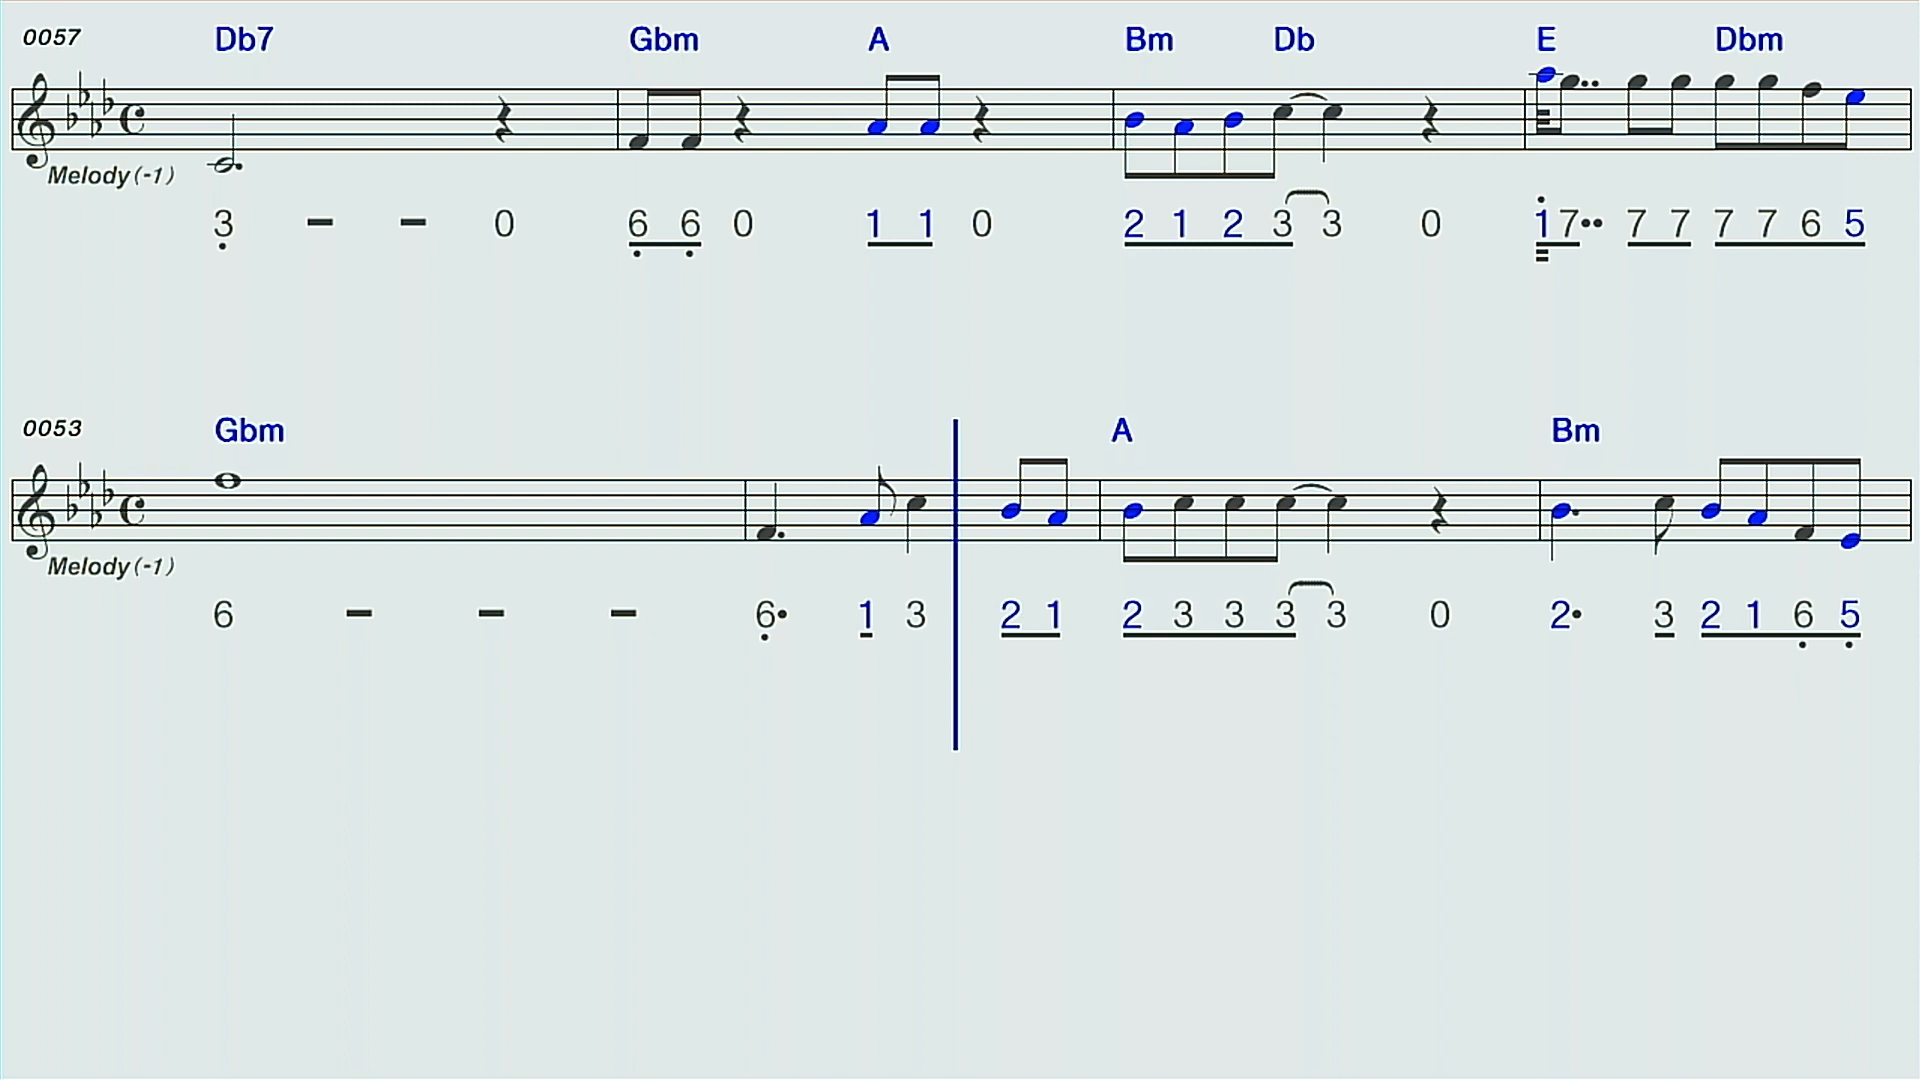 0057 Db7 Gbm A Bm Db E Dbm
Melody(-1)
3 - - 0 6 6 0 1 1 0 2 1 2 3 3 0 1 7•• 7 7 7 7 6 5
0053 Gbm A Bm
Melody(-1)
6 - - - 6• 1 3 2 1 2 3 3 3 3 0 2• 3 2 1 6 5